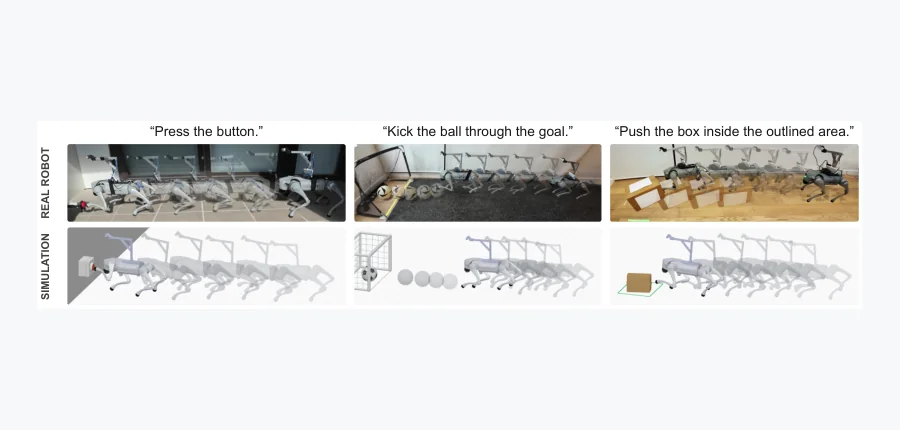 “Press the button.”
“Kick the ball through the goal.”
“Push the box inside the outlined area.”
REAL ROBOT
SIMULATION